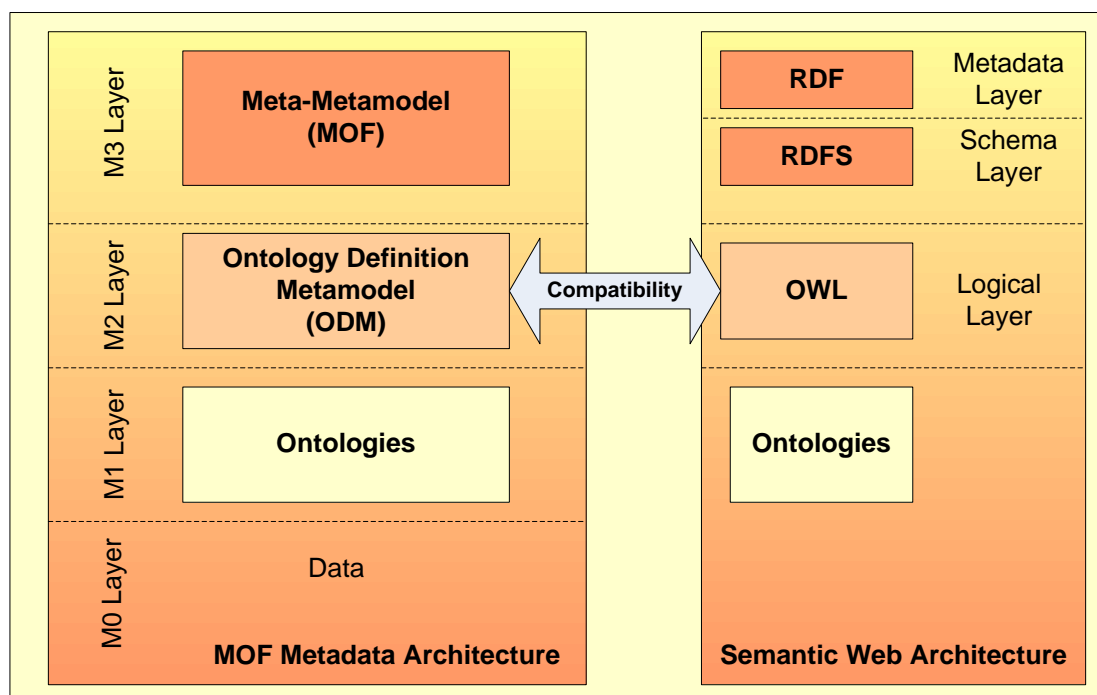 M3 Layer
Meta-Metamodel
(MOF)
M2 Layer
Ontology Definition
Metamodel
(ODM)
M1 Layer
Ontologies
M0 Layer
Data
MOF Metadata Architecture
Compatibility
RDF
Metadata
Layer
RDFS
Schema
Layer
OWL
Logical
Layer
Ontologies
Semantic Web Architecture